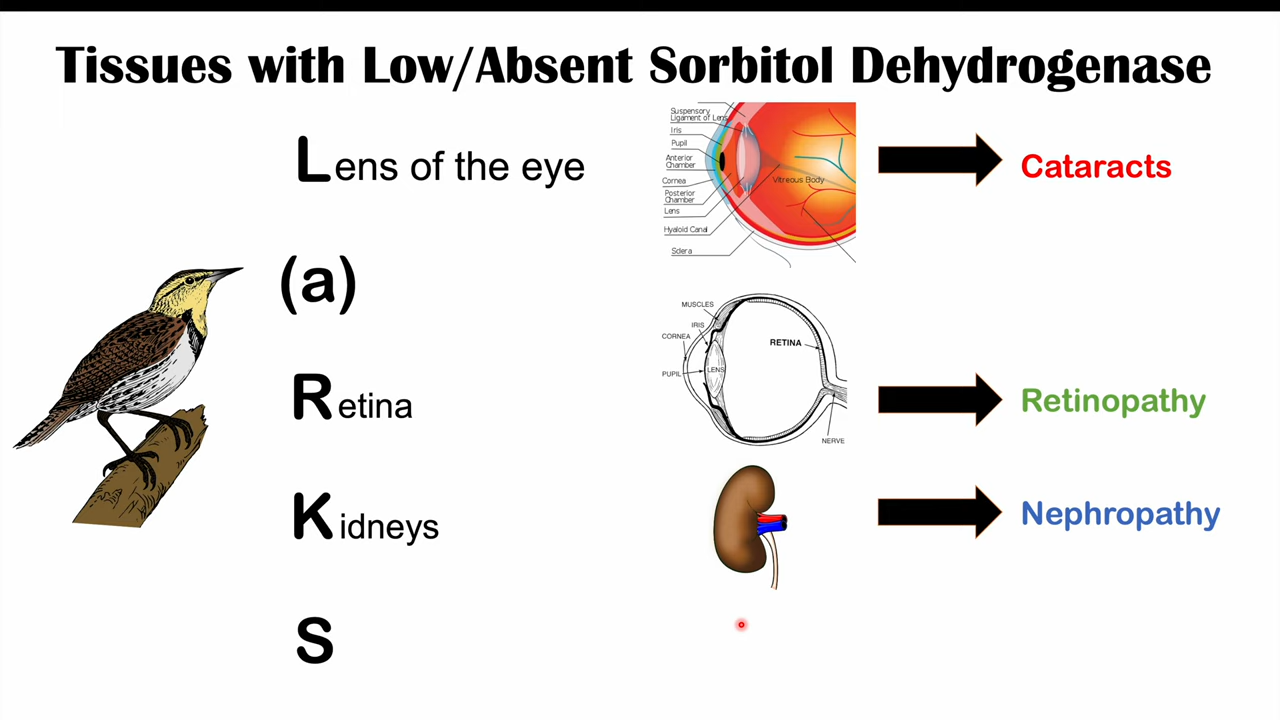 Tissues with Low/Absent Sorbitol Dehydrogenase
Lens of the eye
Suspensory
Ligament of Lens
Iris
Pupil
Anterior
Chamber
Cornea
Posterior
Chamber
Lens
Hyaloid Canal
Sclera
Vitreous Body
Cataracts
(a)
Retina
MUSCLES
IRIS
CORNEA
PUPIL
LENS
RETINA
NERVE
Retinopathy
Kidneys
Nephropathy
S